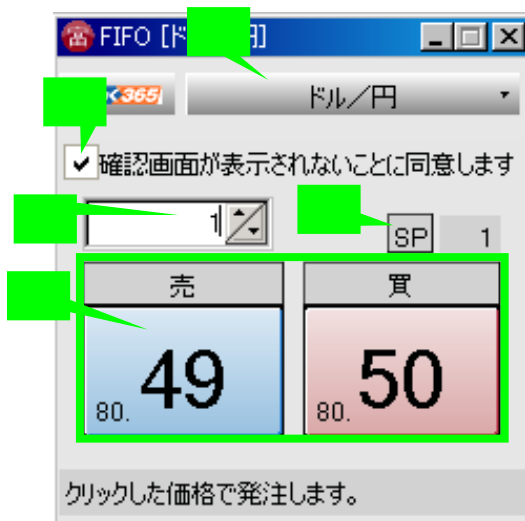 FIFO [ド 円]
365
ドル／円
確認画面が表示されないことに同意します
1
SP 1
売 買
80. 49 80. 50
クリックした価格で発注します。